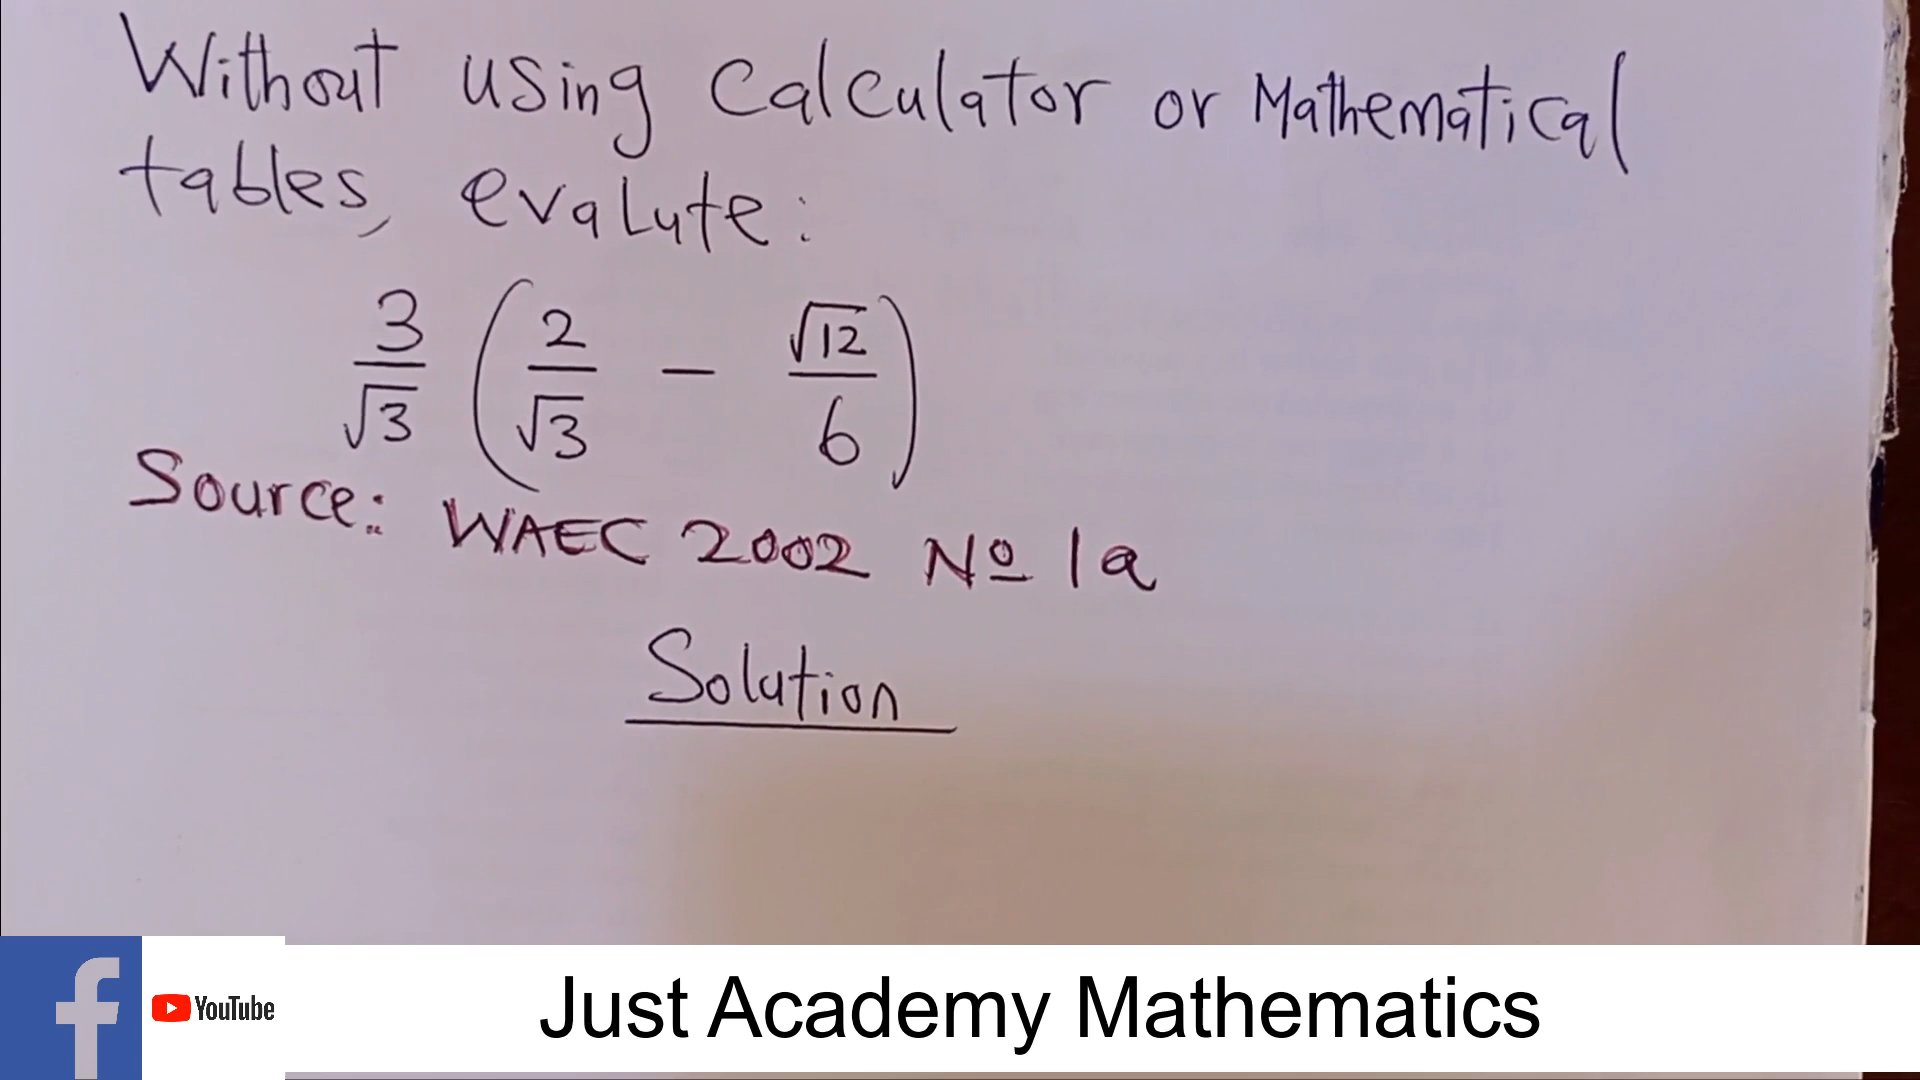 Without using Calculator or Mathematical
tables, evalute:
3/√3 (2/√3 − √12/6)
Source: WAEC 2002 No 1a
Solution
f YouTube Just Academy Mathematics